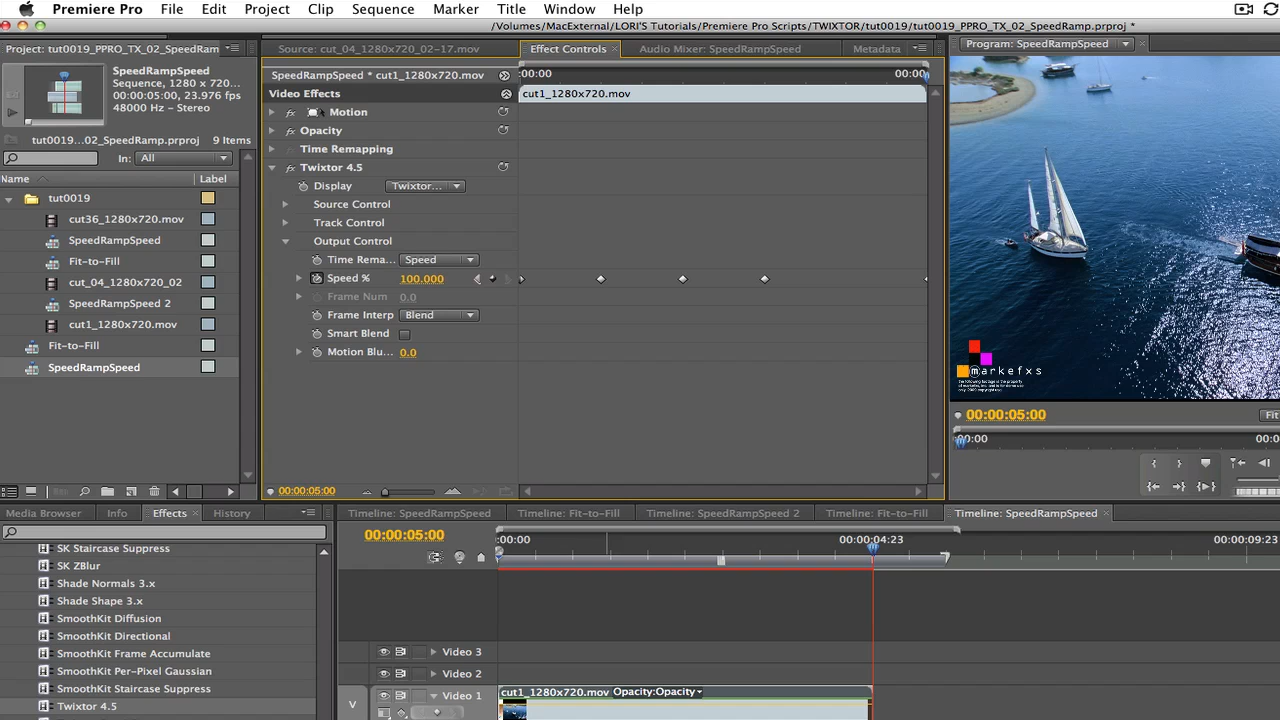 Premiere Pro File Edit Project Clip Sequence Marker Title Window Help
/Volumes/MacExternal/LORI'S Tutorials/Premiere Pro Scripts/TWIXTOR/tut0019/tut0019_PPRO_TX_02_SpeedRamp.prproj *
Project: tut0019_PPRO_TX_02_SpeedRam
SpeedRampSpeed
Sequence, 1280 x 720...
00:00:05:00, 23.976 fps
48000 Hz - Stereo
tut0019...02_SpeedRamp.prproj 9 Items
In: All
Name Label
tut0019
cut36_1280x720.mov
SpeedRampSpeed
Fit-to-Fill
cut_04_1280x720_02
SpeedRampSpeed 2
cut1_1280x720.mov
Fit-to-Fill
SpeedRampSpeed
Source: cut_04_1280x720_02-17.mov Effect Controls Audio Mixer: SpeedRampSpeed Metadata
SpeedRampSpeed * cut1_1280x720.mov :00:00 00:00
Video Effects cut1_1280x720.mov
fx Motion
fx Opacity
Time Remapping
fx Twixtor 4.5
Display Twixtor...
Source Control
Track Control
Output Control
Time Rema... Speed
Speed % 100.000
Frame Num 0.0
Frame Interp Blend
Smart Blend
Motion Blu... 0.0
00:00:05:00
Program: SpeedRampSpeed
markefxs
00:00:05:00 Fit
00:00 00:0
Media Browser Info Effects History
SK Staircase Suppress
SK ZBlur
Shade Normals 3.x
Shade Shape 3.x
SmoothKit Diffusion
SmoothKit Directional
SmoothKit Frame Accumulate
SmoothKit Per-Pixel Gaussian
SmoothKit Staircase Suppress
Twixtor 4.5
Timeline: SpeedRampSpeed Timeline: Fit-to-Fill Timeline: SpeedRampSpeed 2 Timeline: Fit-to-Fill Timeline: SpeedRampSpeed
00:00:05:00 :00:00 00:00:04:23 00:00:09:23
Video 3
Video 2
V Video 1 cut1_1280x720.mov Opacity:Opacity